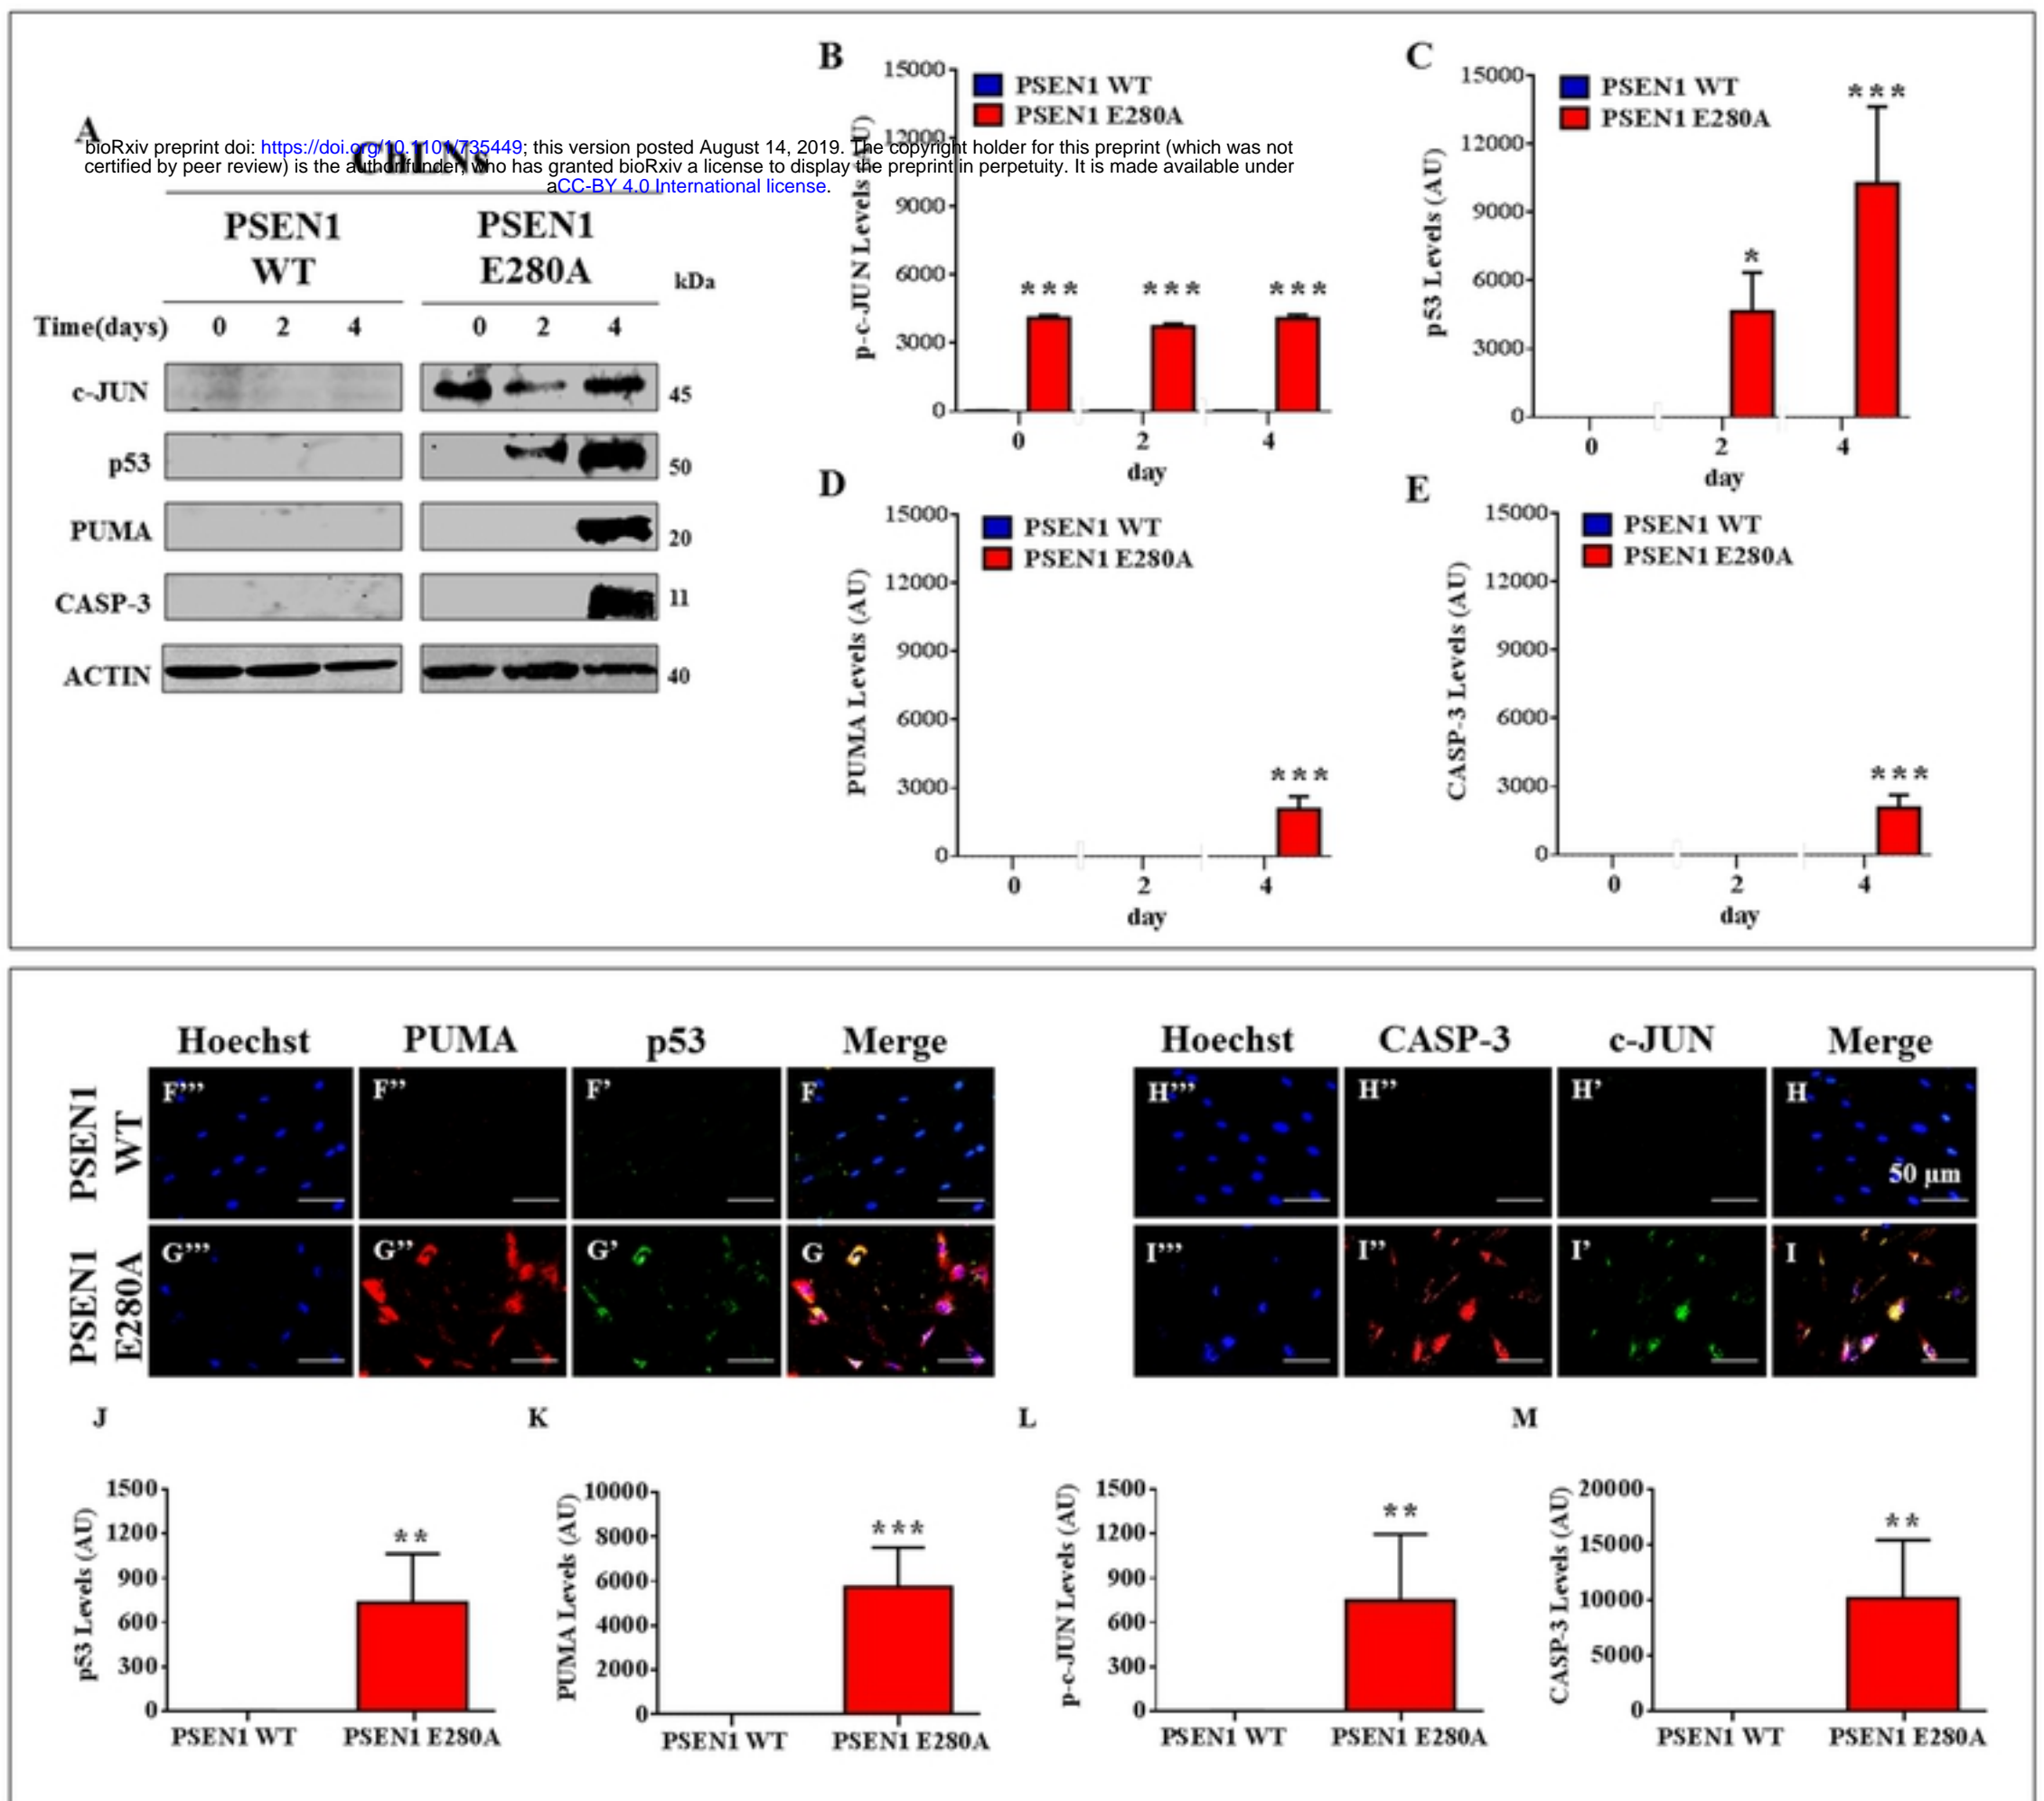 A
ChLNs
bioRxiv preprint doi: https://doi.org/10.1101/735449; this version posted August 14, 2019. The copyright holder for this preprint (which was not
certified by peer review) is the author/funder, who has granted bioRxiv a license to display the preprint in perpetuity. It is made available under
aCC-BY 4.0 International license.
PSEN1 PSEN1
WT E280A
kDa
Time(days) 0 2 4 0 2 4
c-JUN 45
p53 50
PUMA 20
CASP-3 11
ACTIN 40
B
PSEN1 WT
PSEN1 E280A
p-c-JUN Levels (AU)
15000
12000
9000
6000
3000
0
*** *** ***
0 2 4
day
C
PSEN1 WT
PSEN1 E280A
p53 Levels (AU)
15000
12000
9000
6000
3000
0
* ***
0 2 4
day
D
PSEN1 WT
PSEN1 E280A
PUMA Levels (AU)
15000
12000
9000
6000
3000
0
***
0 2 4
day
E
PSEN1 WT
PSEN1 E280A
CASP-3 Levels (AU)
15000
12000
9000
6000
3000
0
***
0 2 4
day
Hoechst PUMA p53 Merge
Hoechst CASP-3 c-JUN Merge
PSEN1
WT
F''' F'' F' F
H''' H'' H' H
50 µm
PSEN1
E280A
G''' G'' G' G
I''' I'' I' I
J
p53 Levels (AU)
1500
1200
900
600
300
0
**
PSEN1 WT PSEN1 E280A
K
PUMA Levels (AU)
10000
8000
6000
4000
2000
0
***
PSEN1 WT PSEN1 E280A
L
p-c-JUN Levels (AU)
1500
1200
900
600
300
0
**
PSEN1 WT PSEN1 E280A
M
CASP-3 Levels (AU)
20000
15000
10000
5000
0
**
PSEN1 WT PSEN1 E280A